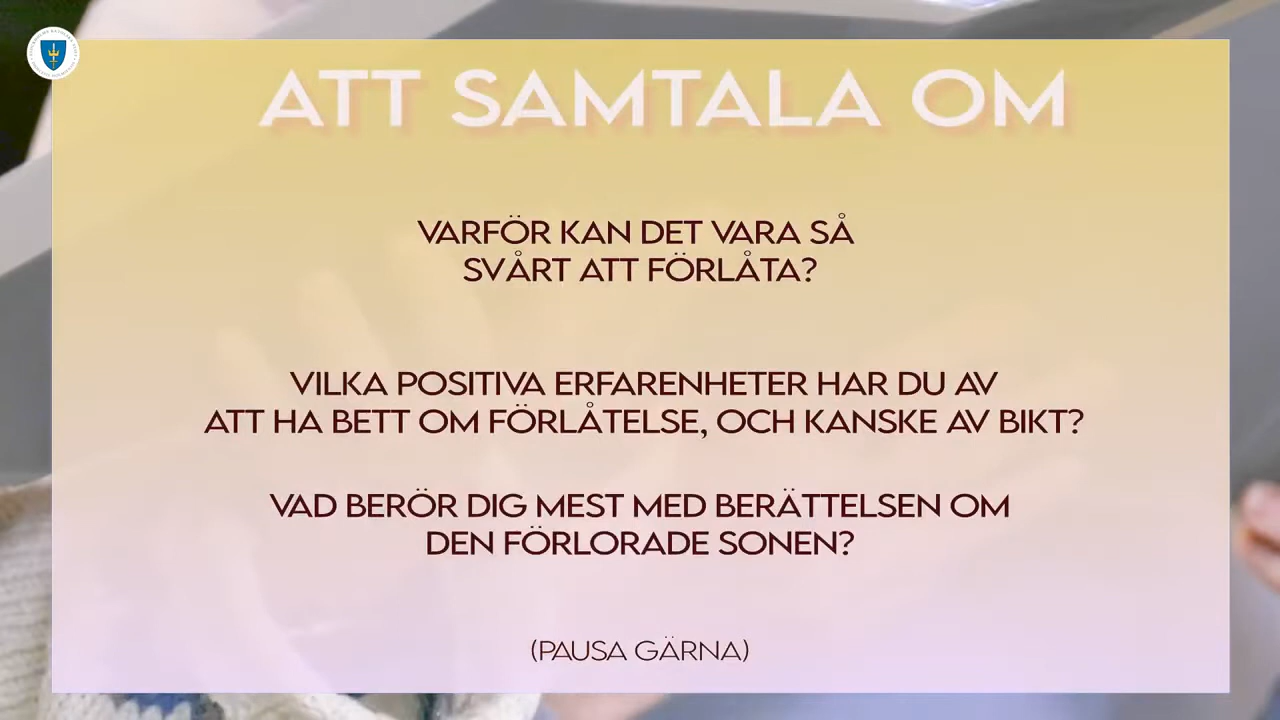 ATT SAMTALA OM
VARFÖR KAN DET VARA SÅ
SVÅRT ATT FÖRLÅTA?
VILKA POSITIVA ERFARENHETER HAR DU AV
ATT HA BETT OM FÖRLÅTELSE, OCH KANSKE AV BIKT?
VAD BERÖR DIG MEST MED BERÄTTELSEN OM
DEN FÖRLORADE SONEN?
(PAUSA GÄRNA)